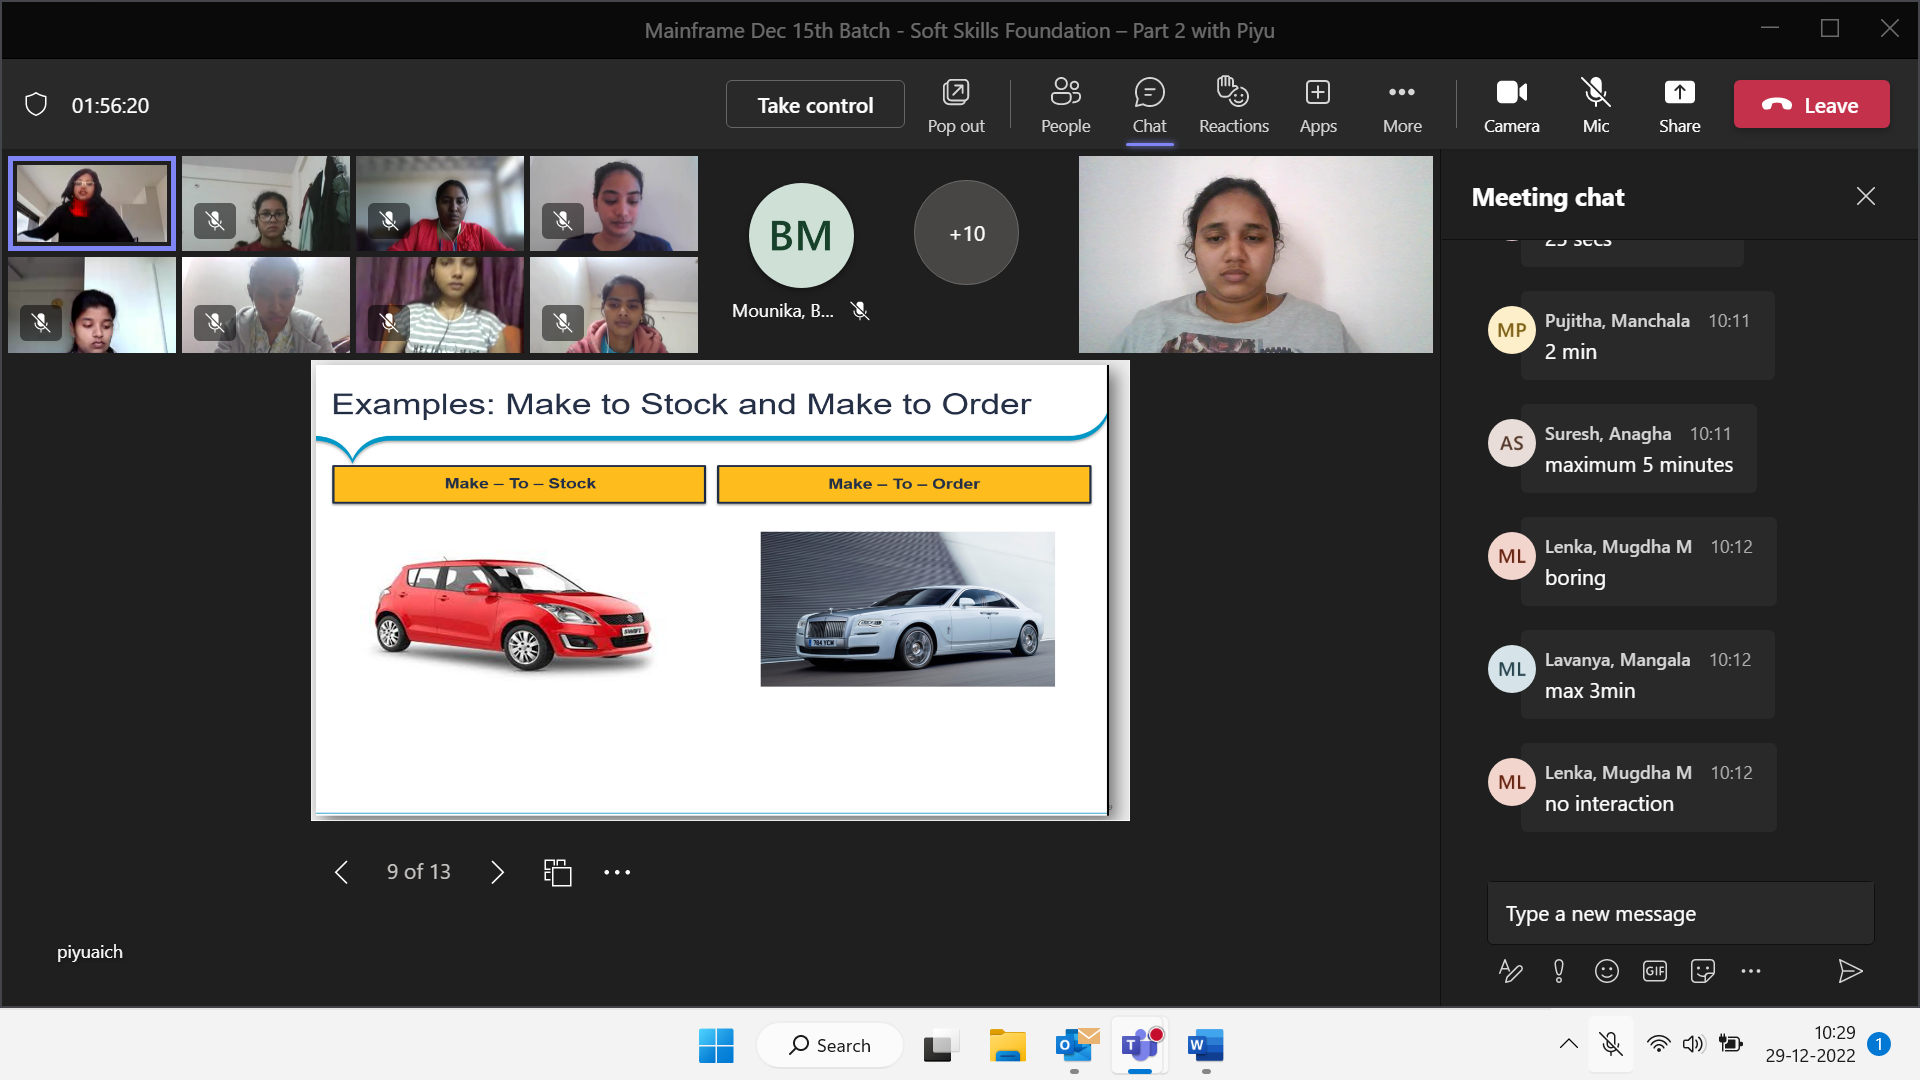 Mainframe Dec 15th Batch - Soft Skills Foundation – Part 2 with Piyu
01:56:20
Take control
Pop out
People
Chat
Reactions
Apps
More
Camera
Mic
Share
Leave
BM
+10
Mounika, B...
Examples: Make to Stock and Make to Order
Make – To – Stock
Make – To – Order
SWIFT
9 of 13
piyuaich
Meeting chat
25 secs
MP
Pujitha, Manchala 10:11
2 min
AS
Suresh, Anagha 10:11
maximum 5 minutes
ML
Lenka, Mugdha M 10:12
boring
ML
Lavanya, Mangala 10:12
max 3min
ML
Lenka, Mugdha M 10:12
no interaction
Type a new message
GIF
Search
10:29
29-12-2022
1